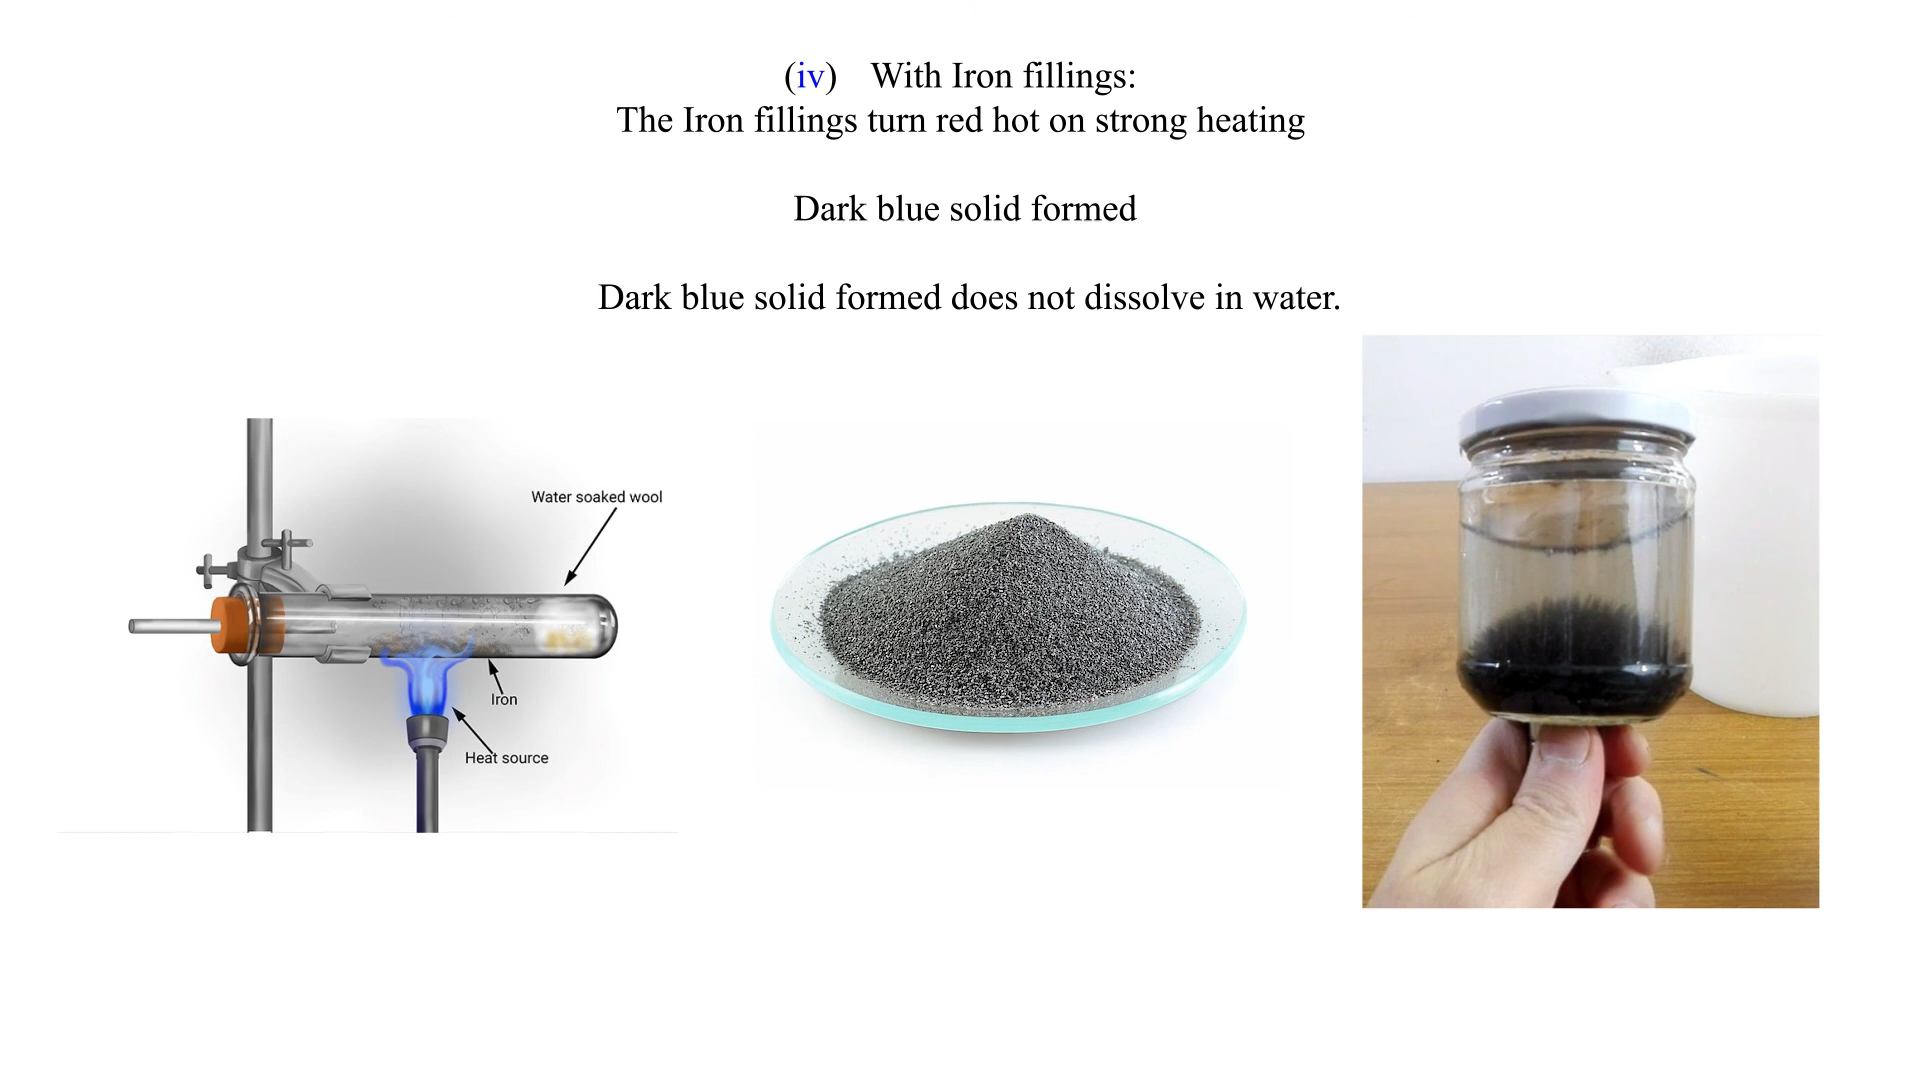 (iv) With Iron fillings:
The Iron fillings turn red hot on strong heating
Dark blue solid formed
Dark blue solid formed does not dissolve in water.
Water soaked wool
Iron
Heat source